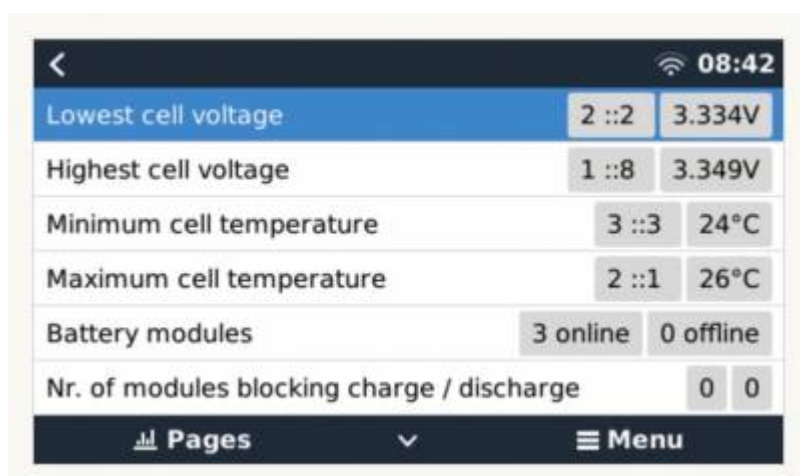 08:42
Lowest cell voltage 2 ::2 3.334V
Highest cell voltage 1 ::8 3.349V
Minimum cell temperature 3 ::3 24°C
Maximum cell temperature 2 ::1 26°C
Battery modules 3 online 0 offline
Nr. of modules blocking charge / discharge 0 0
Pages Menu